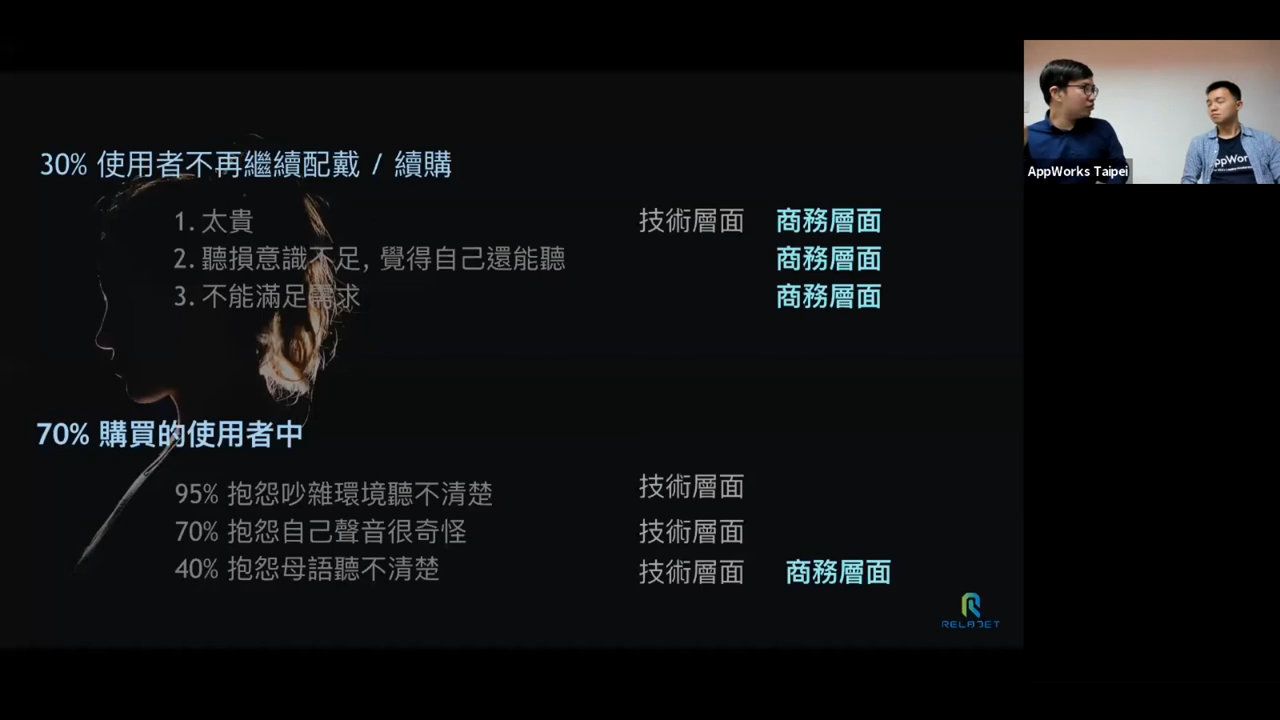 30% 使用者不再繼續配戴 / 續購
1. 太貴 技術層面 商務層面
2. 聽損意識不足, 覺得自己還能聽 商務層面
3. 不能滿足需求 商務層面
70% 購買的使用者中
95% 抱怨吵雜環境聽不清楚 技術層面
70% 抱怨自己聲音很奇怪 技術層面
40% 抱怨母語聽不清楚 技術層面 商務層面
RELAJET
AppWorks Taipei